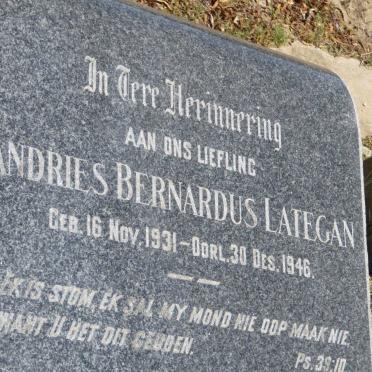 In Tere Herinnering
AAN ONS LIEFLING
ANDRIES BERNARDUS LATEGAN
GEB. 16 NOV. 1931 – OORL. 30 DES. 1946.
EK IS STOM, EK SAL MY MOND NIE OOP MAAK NIE,
WANT U HET DIT GEDOEN.
PS. 39:10.